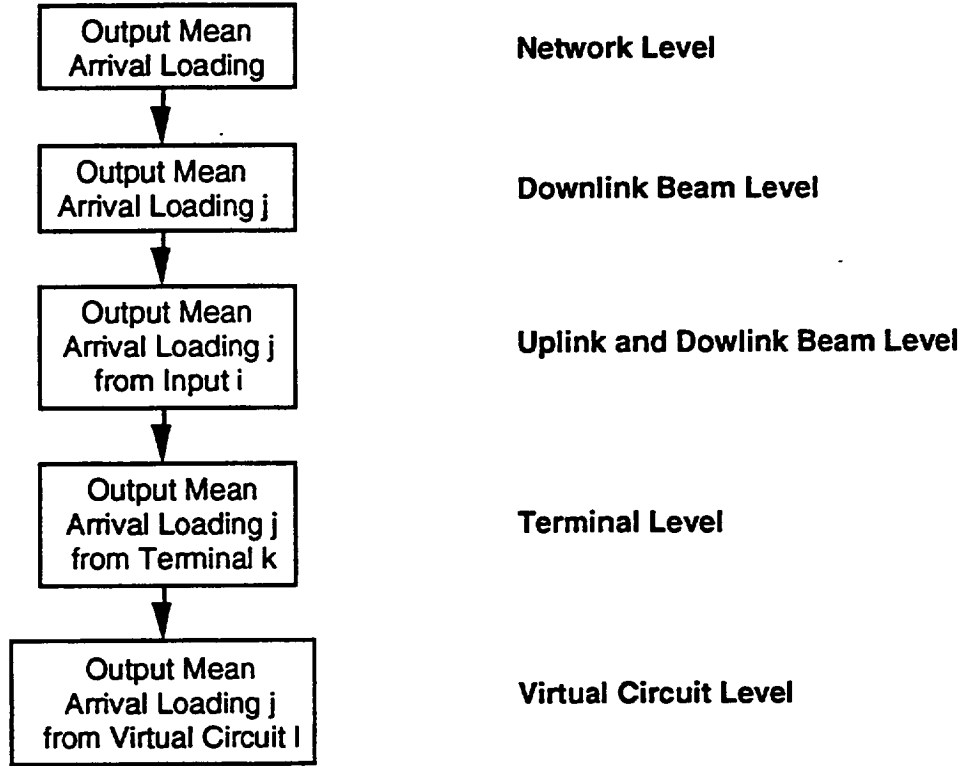 Output Mean
Arrival Loading
Network Level
Output Mean
Arrival Loading j
Downlink Beam Level
Output Mean
Arrival Loading j
from Input i
Uplink and Dowlink Beam Level
Output Mean
Arrival Loading j
from Terminal k
Terminal Level
Output Mean
Arrival Loading j
from Virtual Circuit l
Virtual Circuit Level